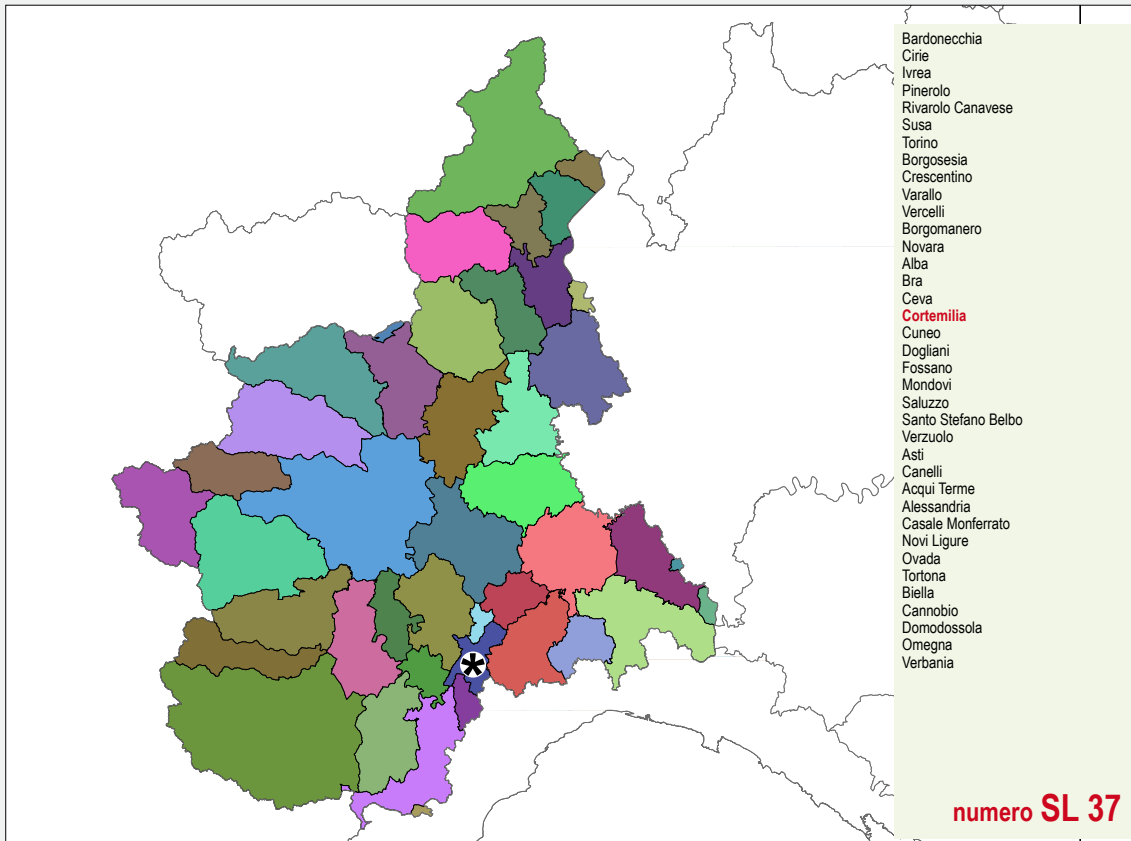 Bardonecchia
Cirie
Ivrea
Pinerolo
Rivarolo Canavese
Susa
Torino
Borgosesia
Crescentino
Varallo
Vercelli
Borgomanero
Novara
Alba
Bra
Ceva
Cortemilia
Cuneo
Dogliani
Fossano
Mondovi
Saluzzo
Santo Stefano Belbo
Verzuolo
Asti
Canelli
Acqui Terme
Alessandria
Casale Monferrato
Novi Ligure
Ovada
Tortona
Biella
Cannobio
Domodossola
Omegna
Verbania
numero SL 37